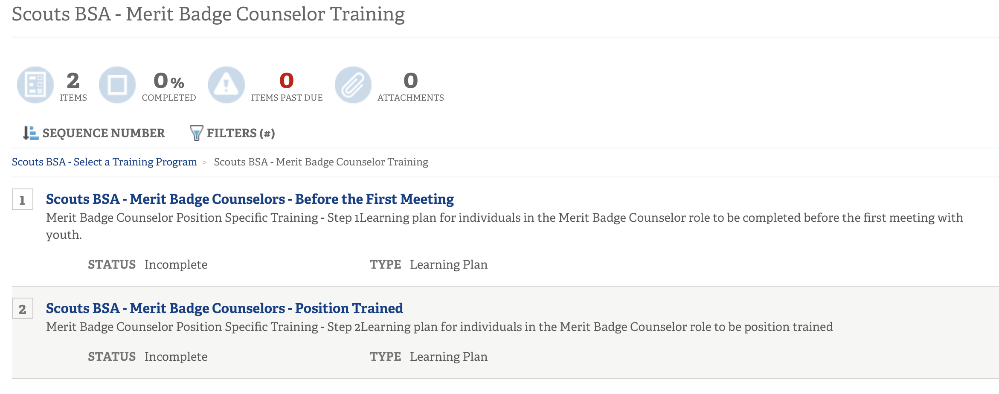 Scouts BSA - Merit Badge Counselor Training
2
ITEMS
0%
COMPLETED
0
ITEMS PAST DUE
0
ATTACHMENTS
SEQUENCE NUMBER
FILTERS (#)
Scouts BSA - Select a Training Program > Scouts BSA - Merit Badge Counselor Training
1
Scouts BSA - Merit Badge Counselors - Before the First Meeting
Merit Badge Counselor Position Specific Training - Step 1Learning plan for individuals in the Merit Badge Counselor role to be completed before the first meeting with
youth.
STATUS Incomplete
TYPE Learning Plan
2
Scouts BSA - Merit Badge Counselors - Position Trained
Merit Badge Counselor Position Specific Training - Step 2Learning plan for individuals in the Merit Badge Counselor role to be position trained
STATUS Incomplete
TYPE Learning Plan